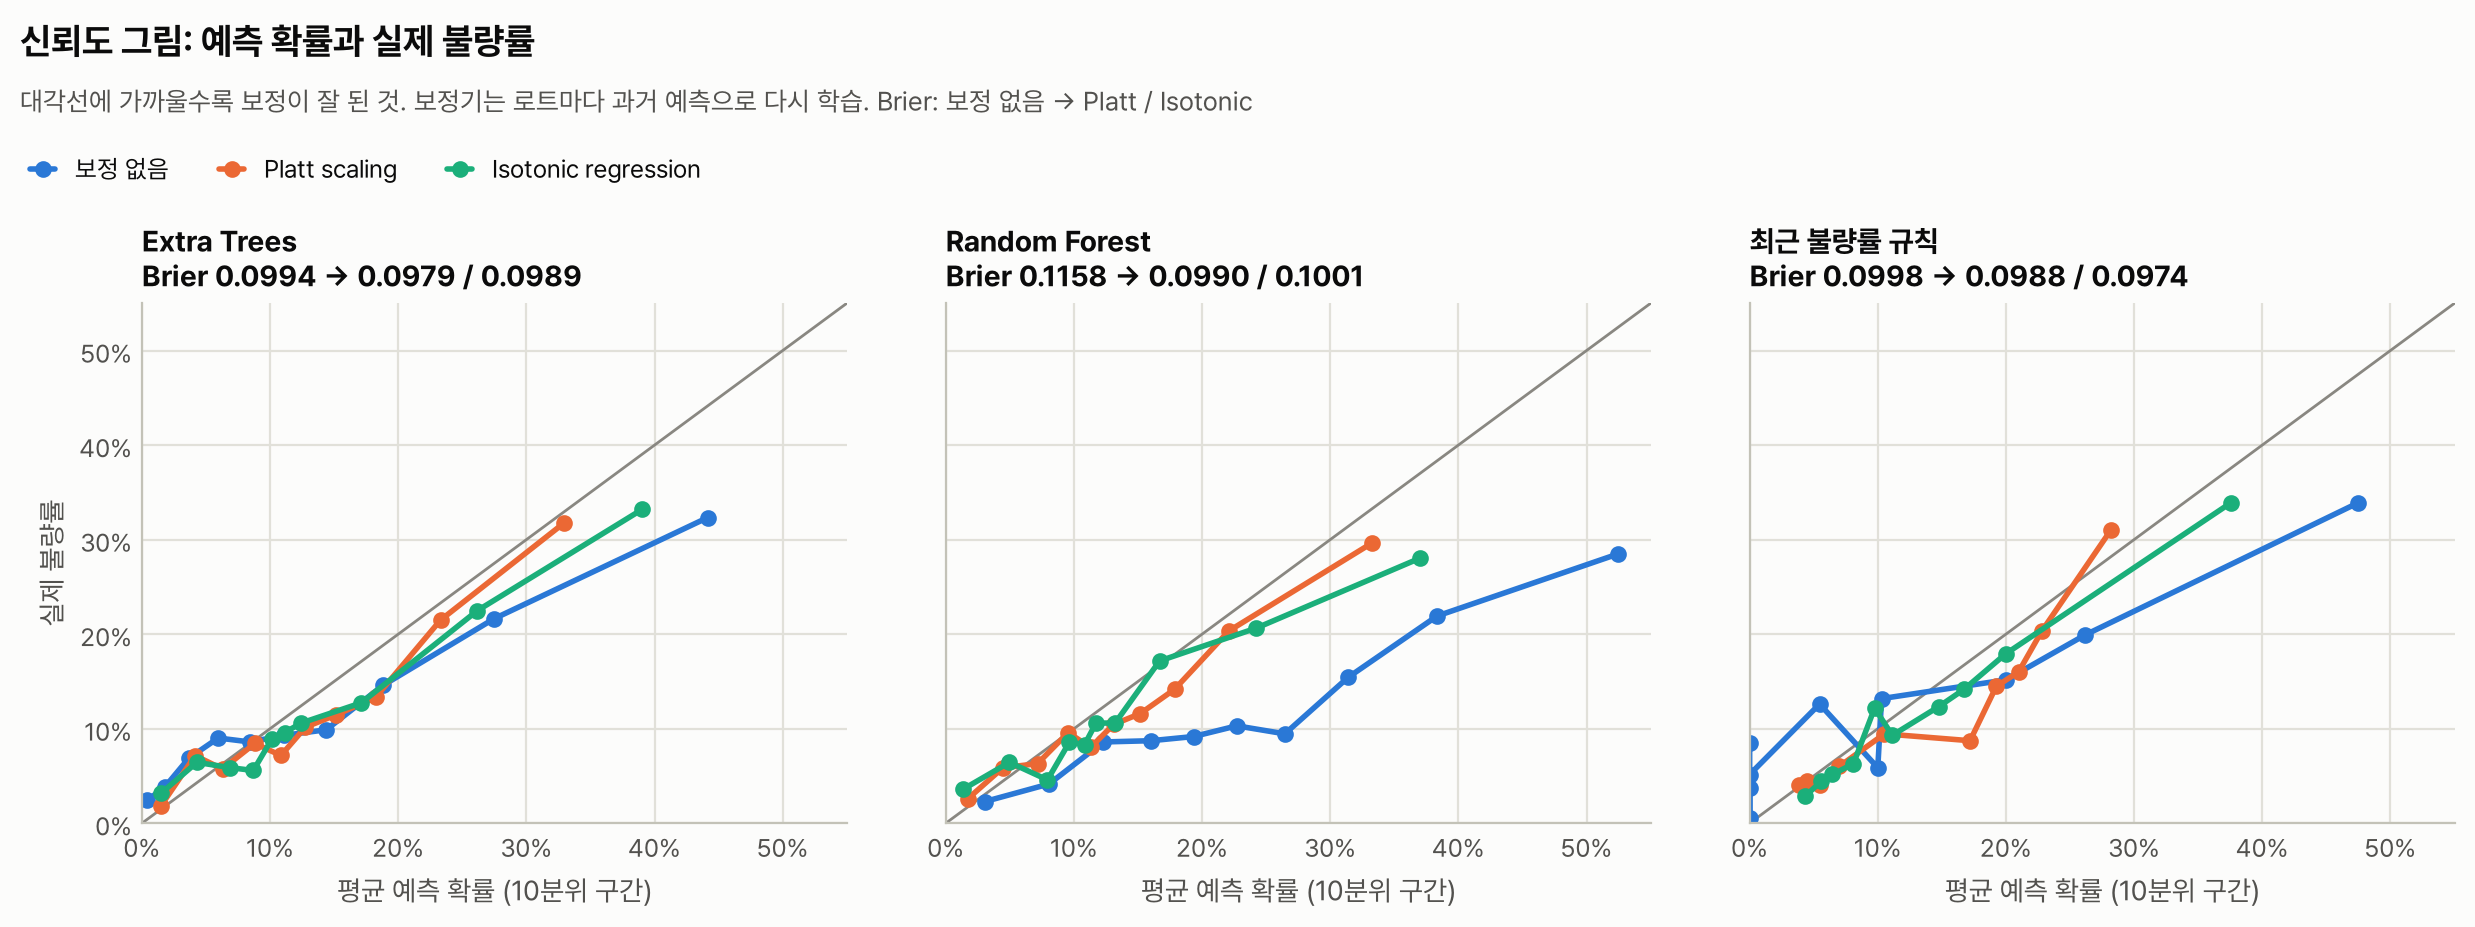 신뢰도 그림: 예측 확률과 실제 불량률
대각선에 가까울수록 보정이 잘 된 것. 보정기는 로트마다 과거 예측으로 다시 학습. Brier: 보정 없음 → Platt / Isotonic
보정 없음
Platt scaling
Isotonic regression
Extra Trees
Brier 0.0994 → 0.0979 / 0.0989
실제 불량률
50%
40%
30%
20%
10%
0%
0%
10%
20%
30%
40%
50%
평균 예측 확률 (10분위 구간)
Random Forest
Brier 0.1158 → 0.0990 / 0.1001
0%
10%
20%
30%
40%
50%
평균 예측 확률 (10분위 구간)
최근 불량률 규칙
Brier 0.0998 → 0.0988 / 0.0974
0%
10%
20%
30%
40%
50%
평균 예측 확률 (10분위 구간)